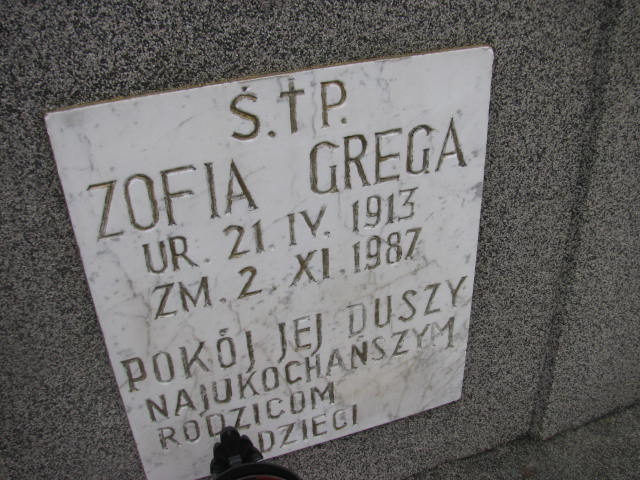 Ś.†P.
ZOFIA GREGA
UR. 21. IV. 1913
ZM. 2. XI. 1987
POKÓJ JEJ DUSZY
NAJUKOCHAŃSZYM
RODZICOM
DZIECI